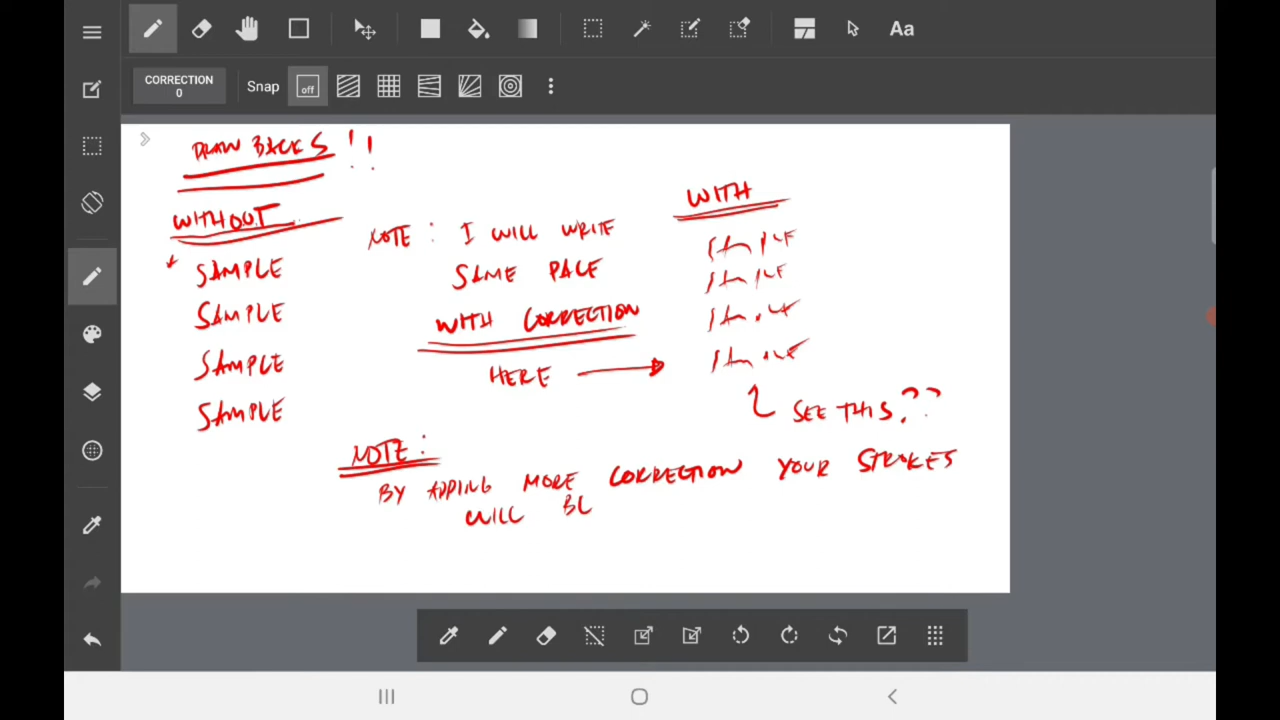 CORRECTION
0
Snap
off
Aa
DRAW BACKS !!
WITHOUT
SAMPLE
SAMPLE
SAMPLE
SAMPLE
NOTE : I WILL WRITE
SAME PACE
WITH CORRECTION
HERE
WITH
SEE THIS??
NOTE:
BY ADDING MORE CORRECTION YOUR STROKES
WILL BE